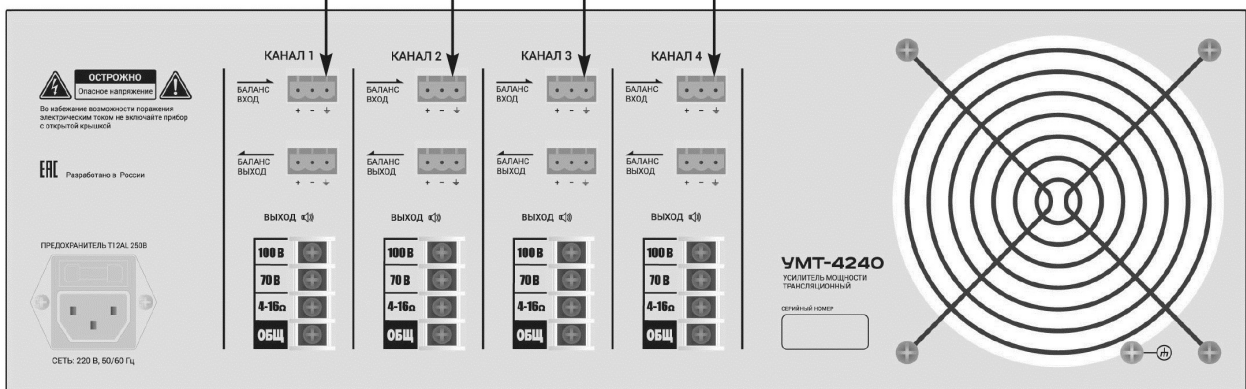 ОСТРОЖНО
Опасное напряжение
Во избежание возможности поражения
электрическим током не включайте прибор
с открытой крышкой
EAC
Разработано в России
ПРЕДОХРАНИТЕЛЬ T12AL 250В
СЕТЬ: 220 В, 50/60 Гц
КАНАЛ 1
БАЛАНС
ВХОД
+ -
БАЛАНС
ВЫХОД
+ -
ВЫХОД
100 В
70 В
4-16Ω
ОБЩ
КАНАЛ 2
БАЛАНС
ВХОД
+ -
БАЛАНС
ВЫХОД
+ -
ВЫХОД
100 В
70 В
4-16Ω
ОБЩ
КАНАЛ 3
БАЛАНС
ВХОД
+ -
БАЛАНС
ВЫХОД
+ -
ВЫХОД
100 В
70 В
4-16Ω
ОБЩ
КАНАЛ 4
БАЛАНС
ВХОД
+ -
БАЛАНС
ВЫХОД
+ -
ВЫХОД
100 В
70 В
4-16Ω
ОБЩ
УМТ-4240
УСИЛИТЕЛЬ МОЩНОСТИ
ТРАНСЛЯЦИОННЫЙ
СЕРИЙНЫЙ НОМЕР